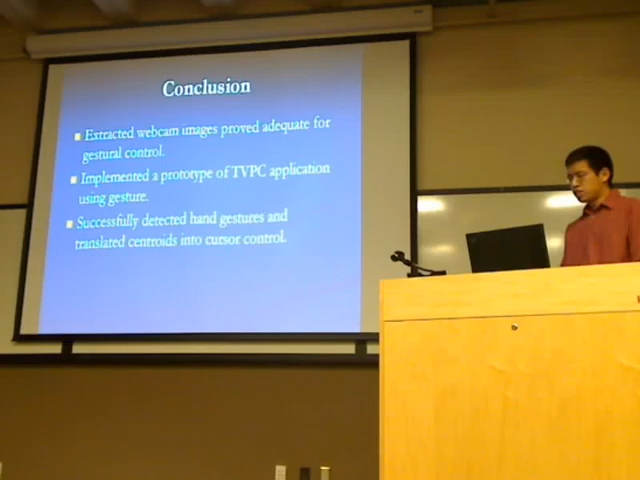 Conclusion
Extracted webcam images proved adequate for
gestural control.
Implemented a prototype of TVPC application
using gesture.
Successfully detected hand gestures and
translated centroids into cursor control.